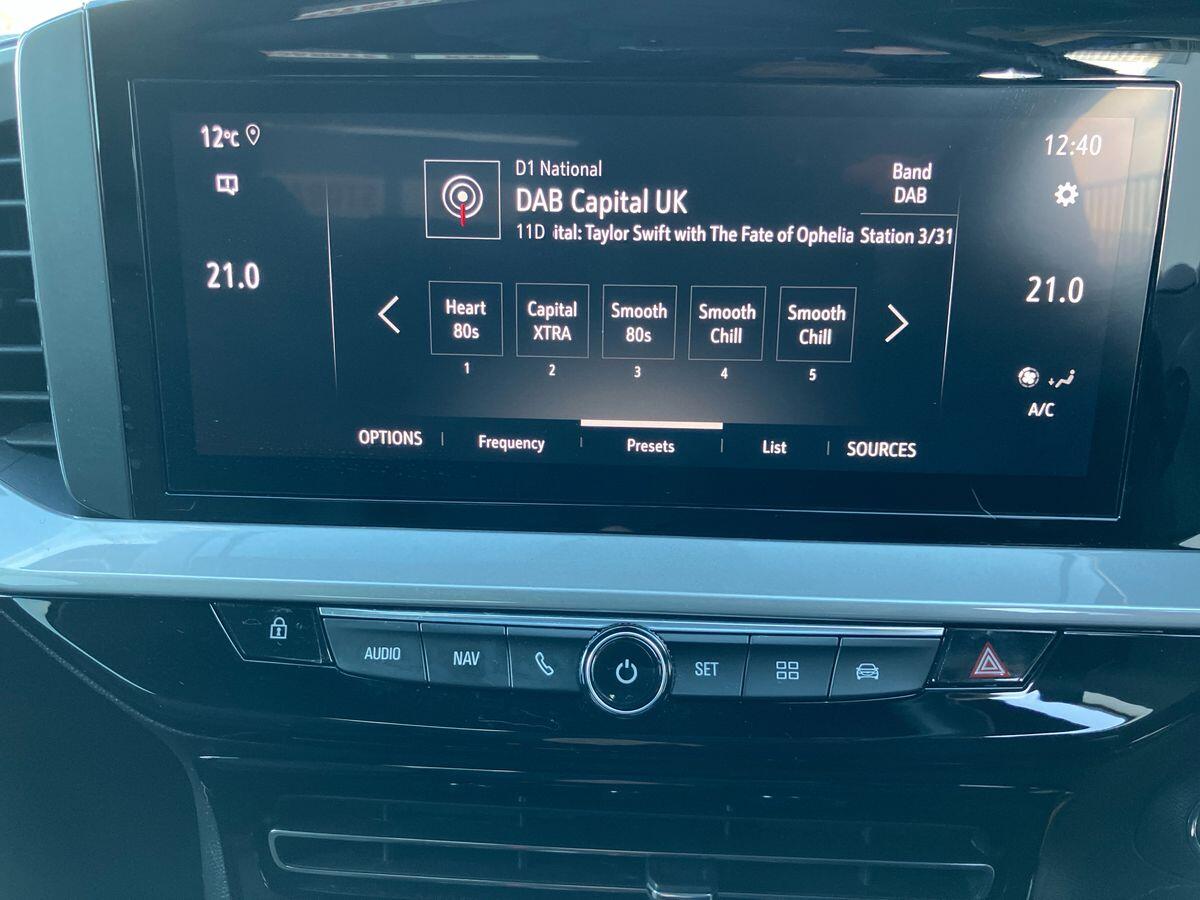 12°C
12:40
D1 National
DAB Capital UK
11D ital: Taylor Swift with The Fate of Ophelia Station 3/31
Band
DAB
21.0
21.0
Heart
80s
Capital
XTRA
Smooth
80s
Smooth
Chill
Smooth
Chill
1
2
3
4
5
A/C
OPTIONS
Frequency
Presets
List
SOURCES
AUDIO
NAV
SET